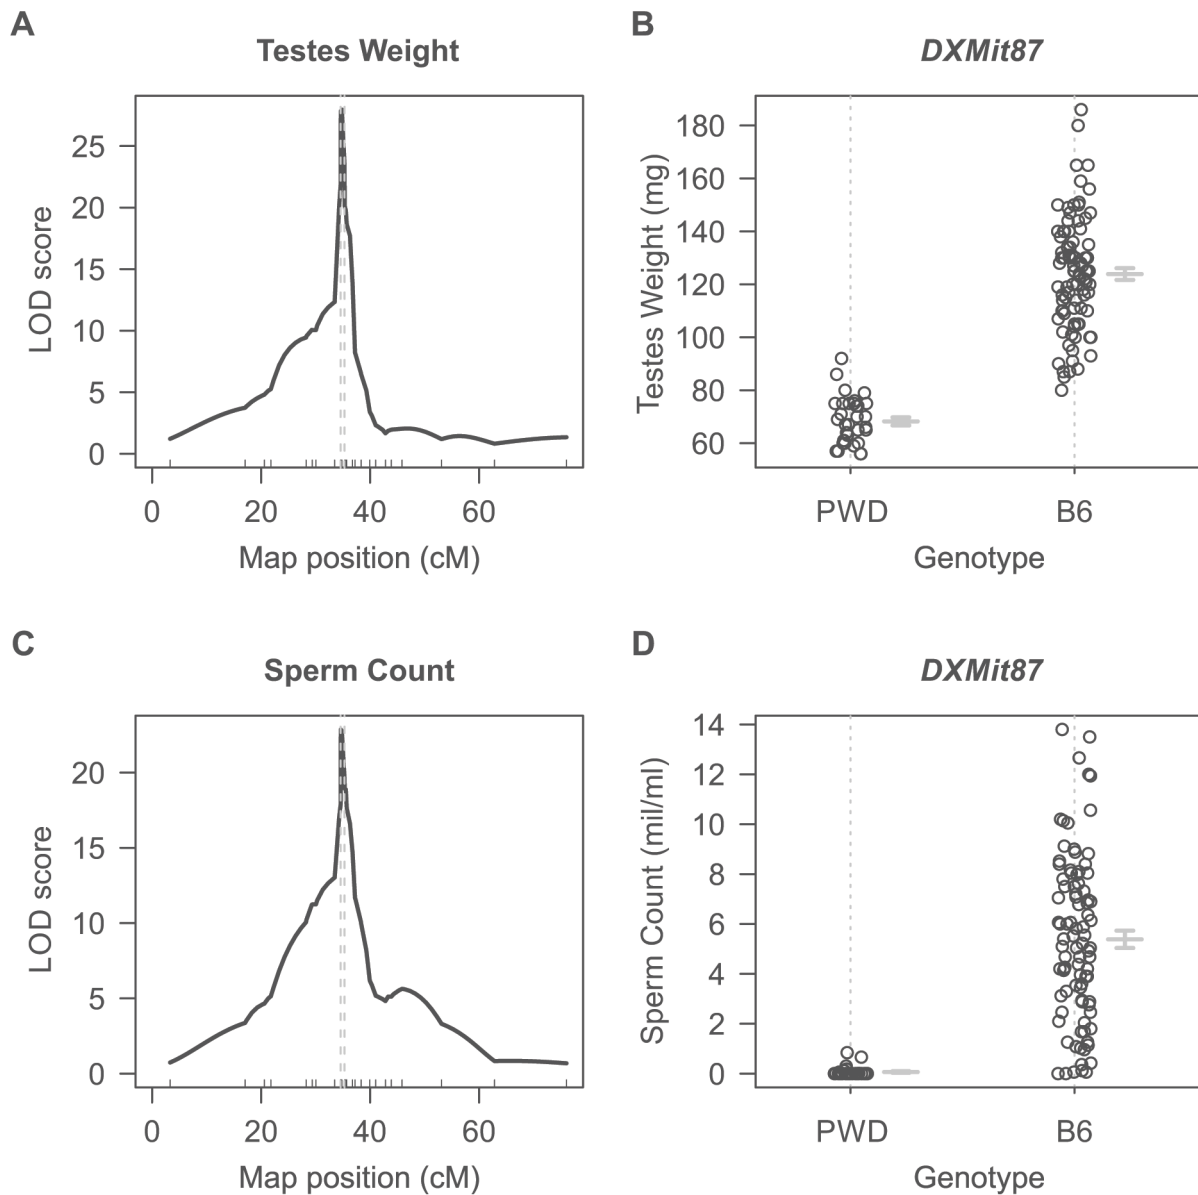 A
Testes Weight
LOD score
25
20
15
10
5
0
0 20 40 60
Map position (cM)
B
DXMit87
Testes Weight (mg)
180
160
140
120
100
80
60
PWD B6
Genotype
C
Sperm Count
LOD score
20
15
10
5
0
0 20 40 60
Map position (cM)
D
DXMit87
Sperm Count (mil/ml)
14
12
10
8
6
4
2
0
PWD B6
Genotype